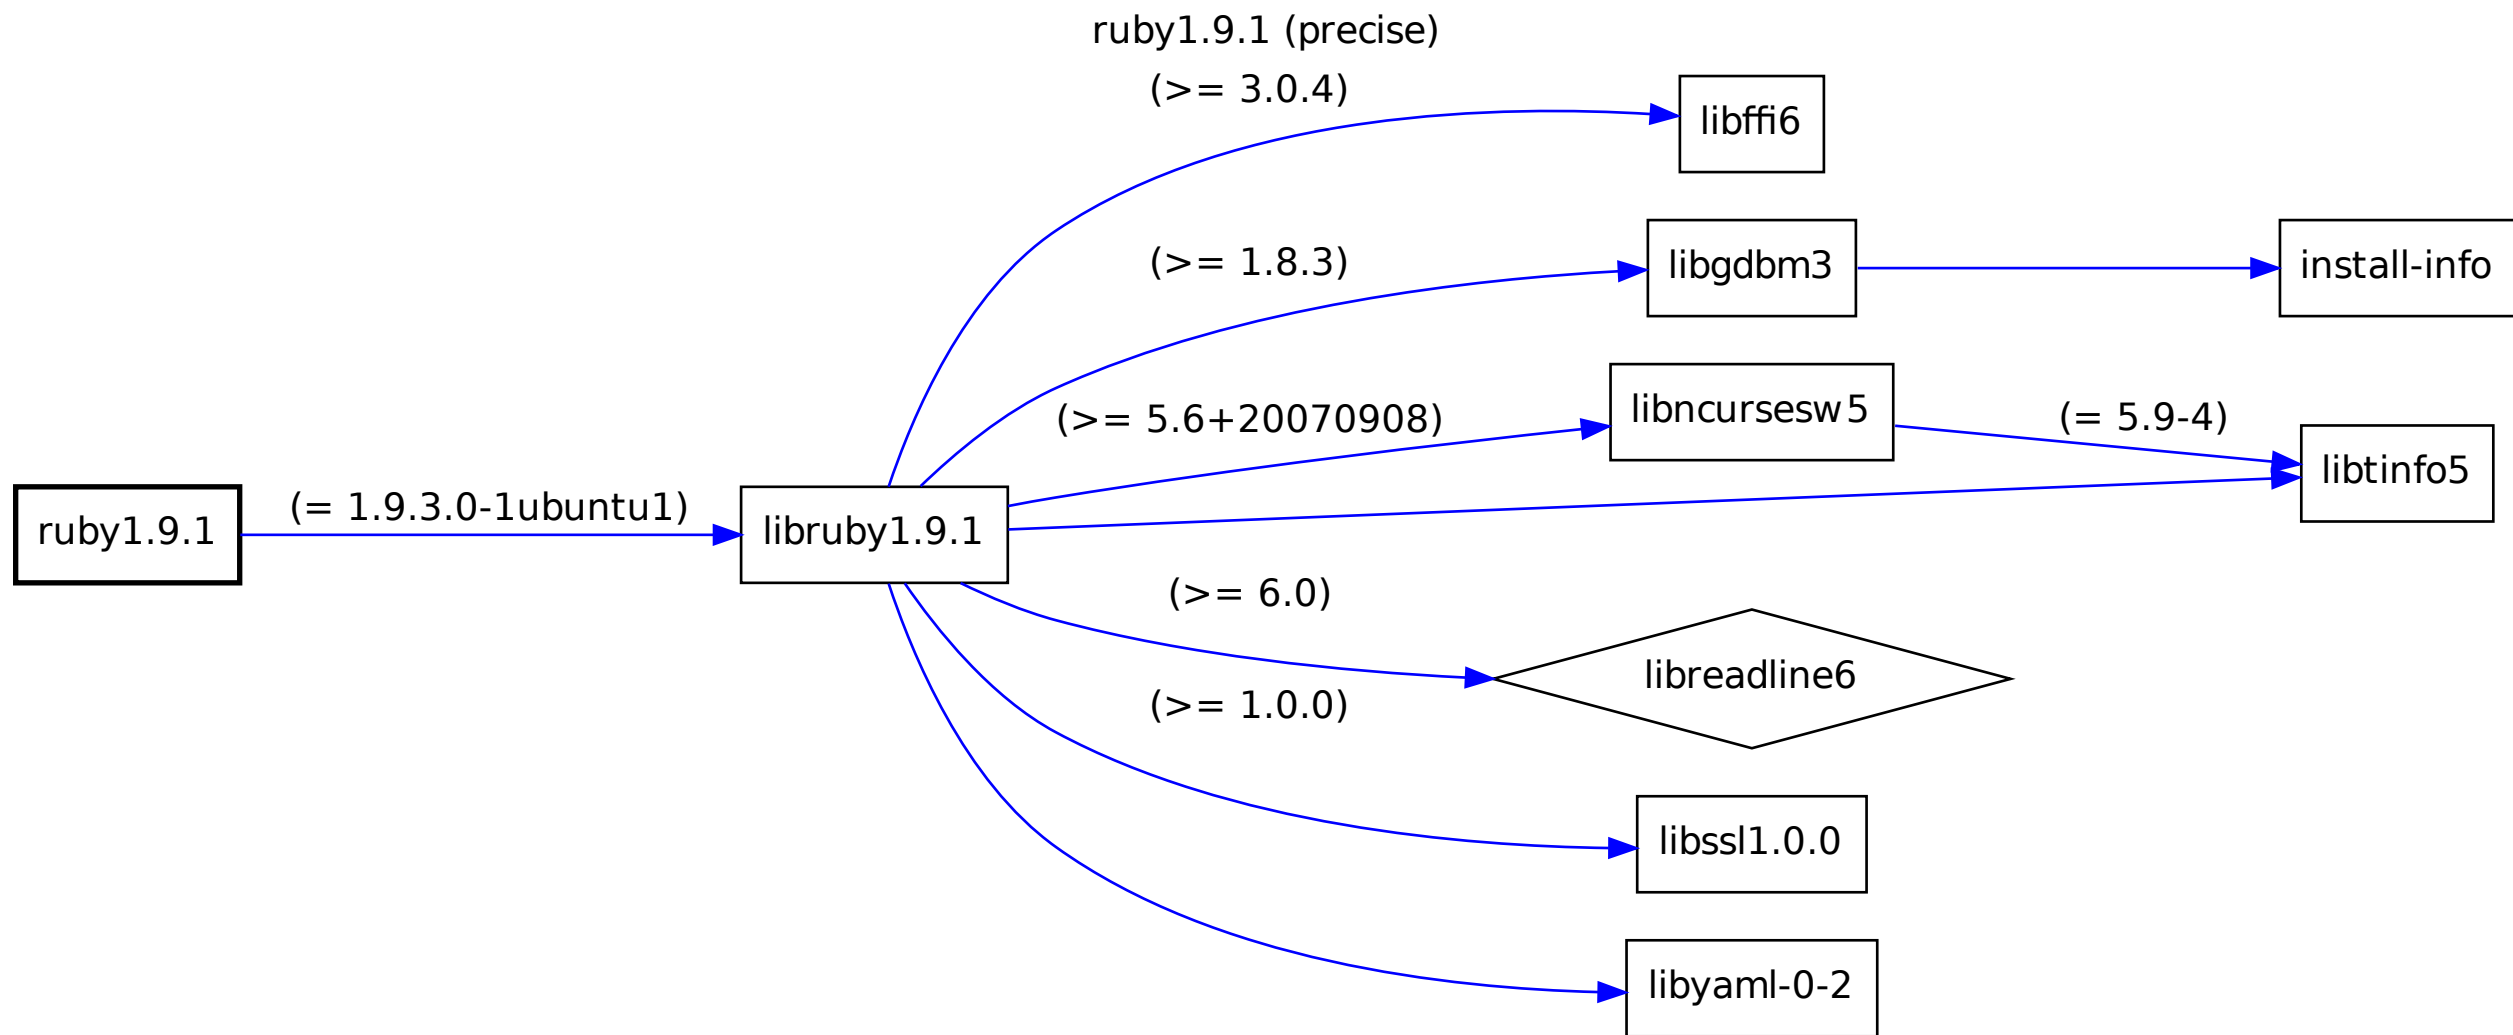 ruby1.9.1 (precise)
(>= 3.0.4)
libffi6
(>= 1.8.3)
libgdbm3
install-info
(>= 5.6+20070908)
libncursesw5
(= 5.9-4)
libtinfo5
ruby1.9.1
(= 1.9.3.0-1ubuntu1)
libruby1.9.1
(>= 6.0)
libreadline6
(>= 1.0.0)
libssl1.0.0
libyaml-0-2